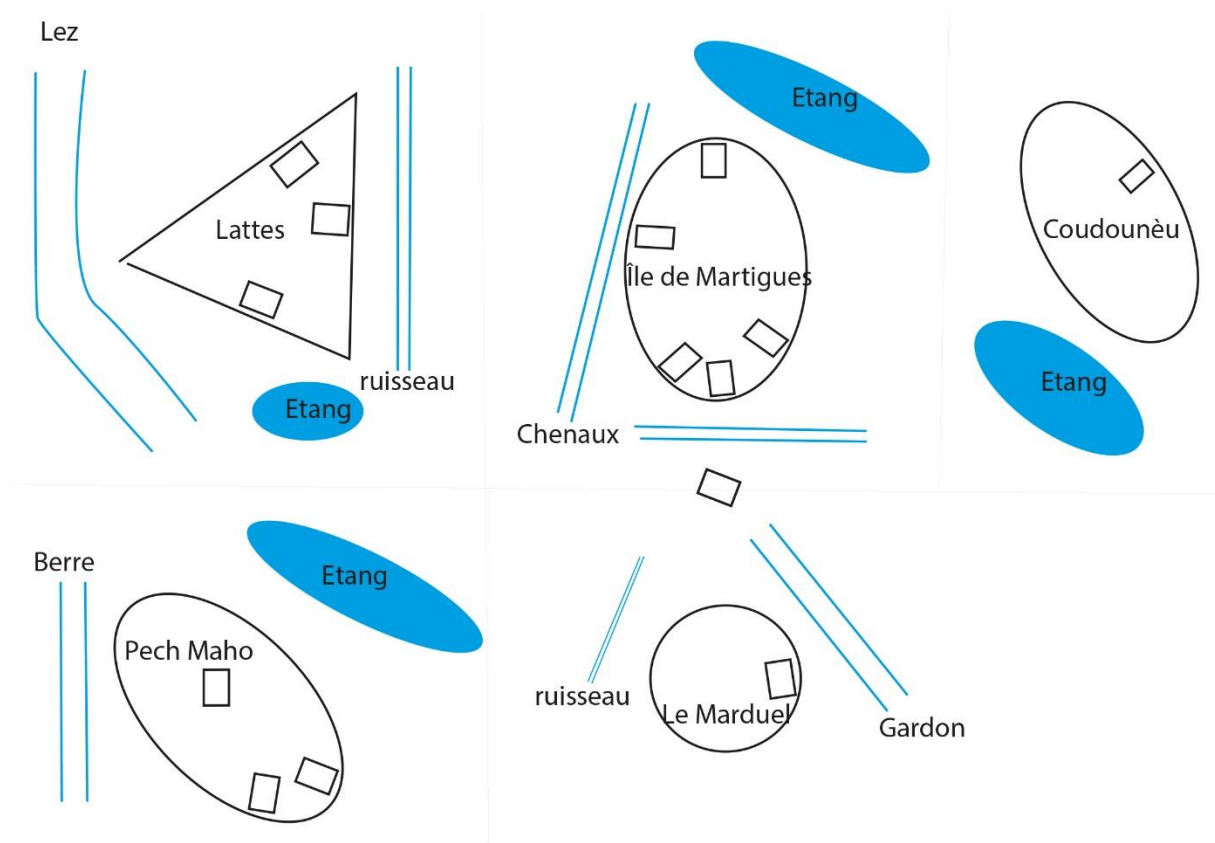 Lez
Lattes
ruisseau
Etang
Etang
Île de Martigues
Chenaux
Coudounèu
Etang
Berre
Etang
Pech Maho
ruisseau
Le Marduel
Gardon